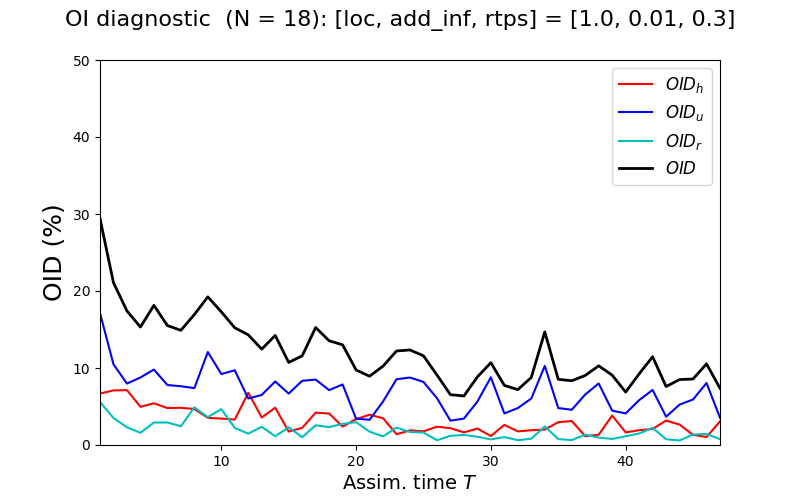 OI diagnostic (N = 18): [loc, add_inf, rtps] = [1.0, 0.01, 0.3]
50
40
30
20
10
0
OID (%)
OID_h
OID_u
OID_r
OID
10 20 30 40
Assim. time T